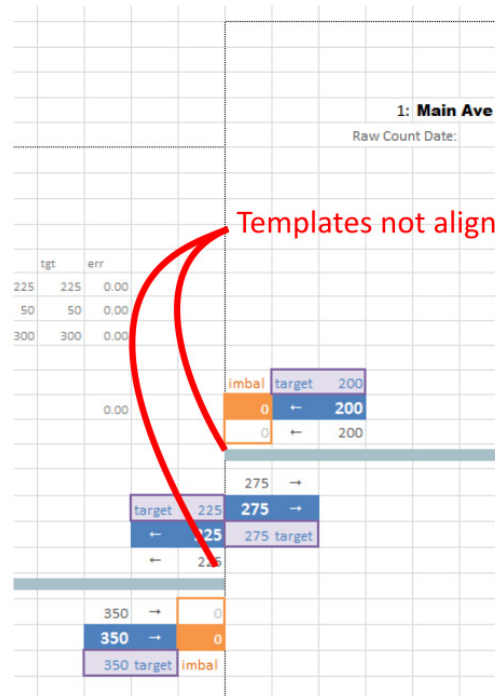 1: Main Ave
Raw Count Date:
Templates not align
tgt err
225 225 0.00
50 50 0.00
300 300 0.00
imbal target 200
0.00 0 ← 200
0 ← 200
275 →
target 225 275 →
← 225 275 target
← 225
350 → 0
350 → 0
350 target imbal